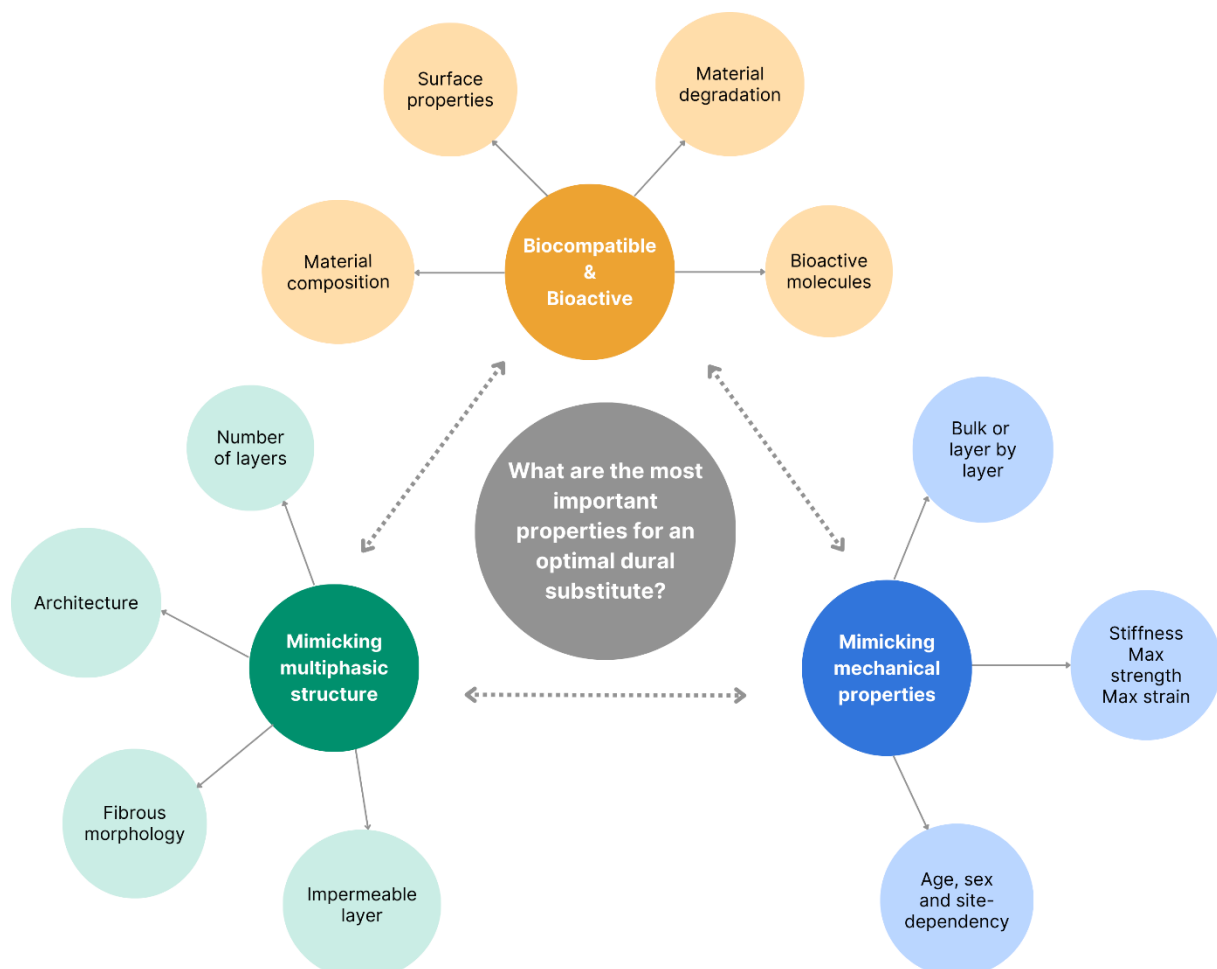 Surface
properties
Material
degradation
Material
composition
Biocompatible
&
Bioactive
Bioactive
molecules
Number
of layers
What are the most
important
properties for an
optimal dural
substitute?
Bulk or
layer by
layer
Architecture
Mimicking
multiphasic
structure
Mimicking
mechanical
properties
Stiffness
Max
strength
Max strain
Fibrous
morphology
Impermeable
layer
Age, sex
and site-
dependency